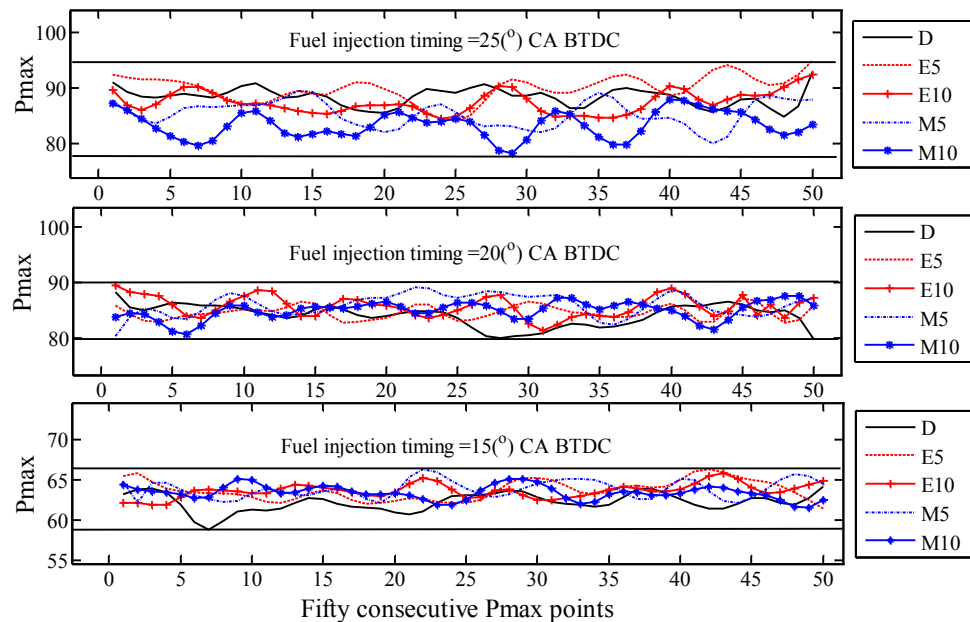 Fuel injection timing =25(o) CA BTDC
Pmax
100
90
80
0 5 10 15 20 25 30 35 40 45 50
D
E5
E10
M5
M10
Fuel injection timing =20(o) CA BTDC
Pmax
100
90
80
0 5 10 15 20 25 30 35 40 45 50
D
E5
E10
M5
M10
Fuel injection timing =15(o) CA BTDC
Pmax
70
65
60
55
0 5 10 15 20 25 30 35 40 45 50
D
E5
E10
M5
M10
Fifty consecutive Pmax points